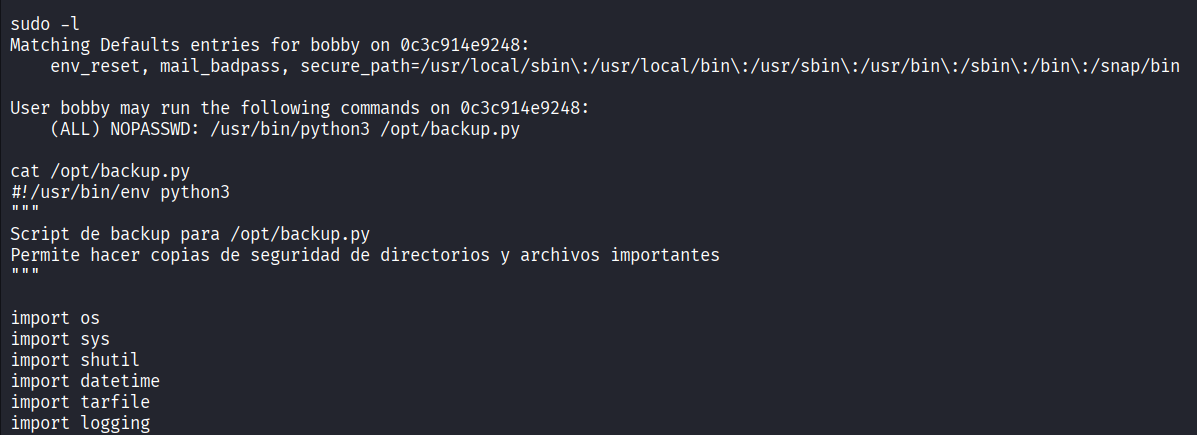 sudo -l
Matching Defaults entries for bobby on 0c3c914e9248:
    env_reset, mail_badpass, secure_path=/usr/local/sbin\:/usr/local/bin\:/usr/sbin\:/usr/bin\:/sbin\:/bin\:/snap/bin

User bobby may run the following commands on 0c3c914e9248:
    (ALL) NOPASSWD: /usr/bin/python3 /opt/backup.py

cat /opt/backup.py
#!/usr/bin/env python3
"""
Script de backup para /opt/backup.py
Permite hacer copias de seguridad de directorios y archivos importantes
"""

import os
import sys
import shutil
import datetime
import tarfile
import logging